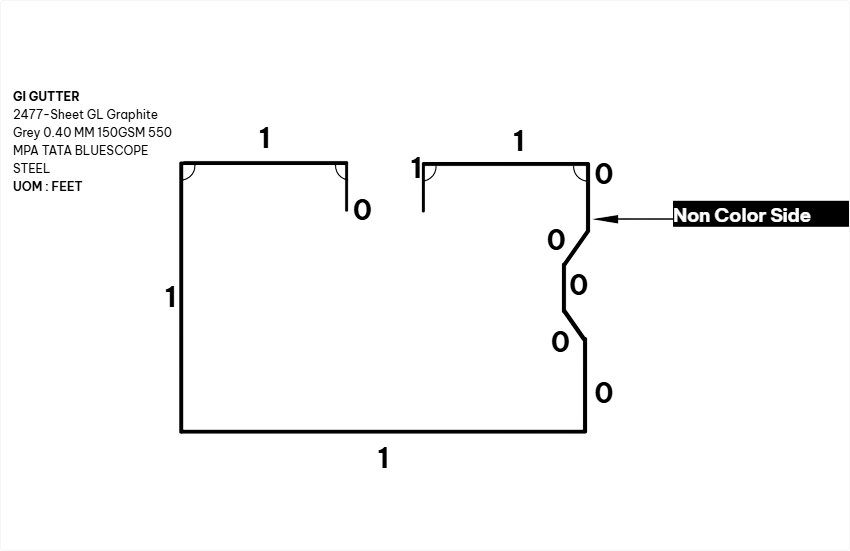 GI GUTTER
2477-Sheet GL Graphite
Grey 0.40 MM 150GSM 550
MPA TATA BLUESCOPE
STEEL
UOM : FEET
1
1
1
0
0
Non Color Side
0
0
1
0
0
1